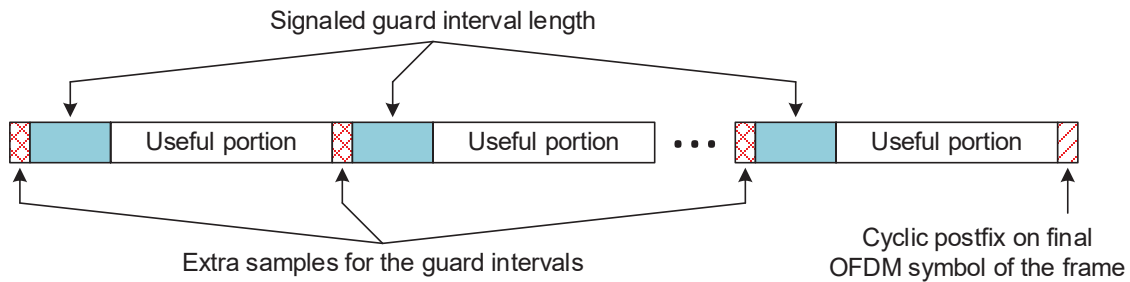 Signaled guard interval length
Useful portion Useful portion ••• Useful portion
Extra samples for the guard intervals
Cyclic postfix on final
OFDM symbol of the frame